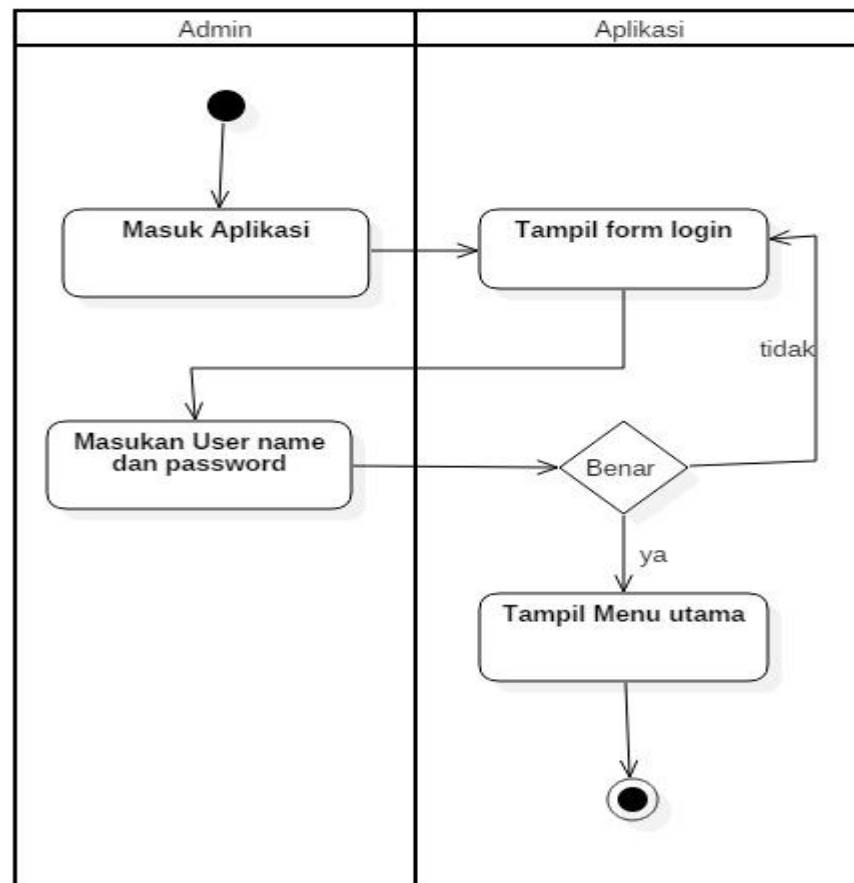 Admin
Aplikasi
Masuk Aplikasi
Tampil form login
tidak
Masukan User name
dan password
Benar
ya
Tampil Menu utama